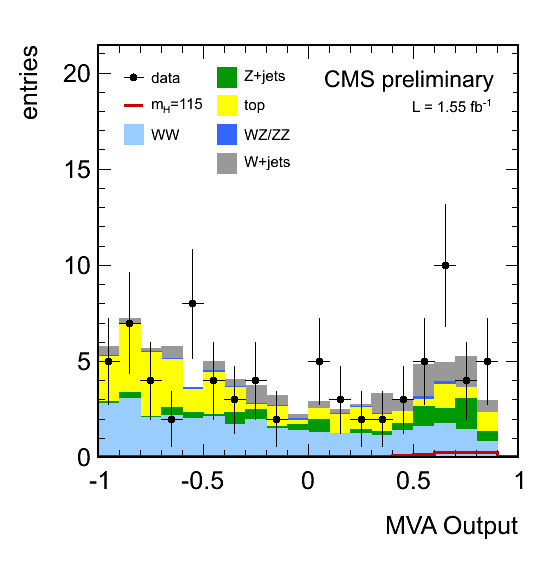 entries
20
15
10
5
0
data
m_H=115
WW
Z+jets
top
WZ/ZZ
W+jets
CMS preliminary
L = 1.55 fb⁻¹
-1 -0.5 0 0.5 1
MVA Output